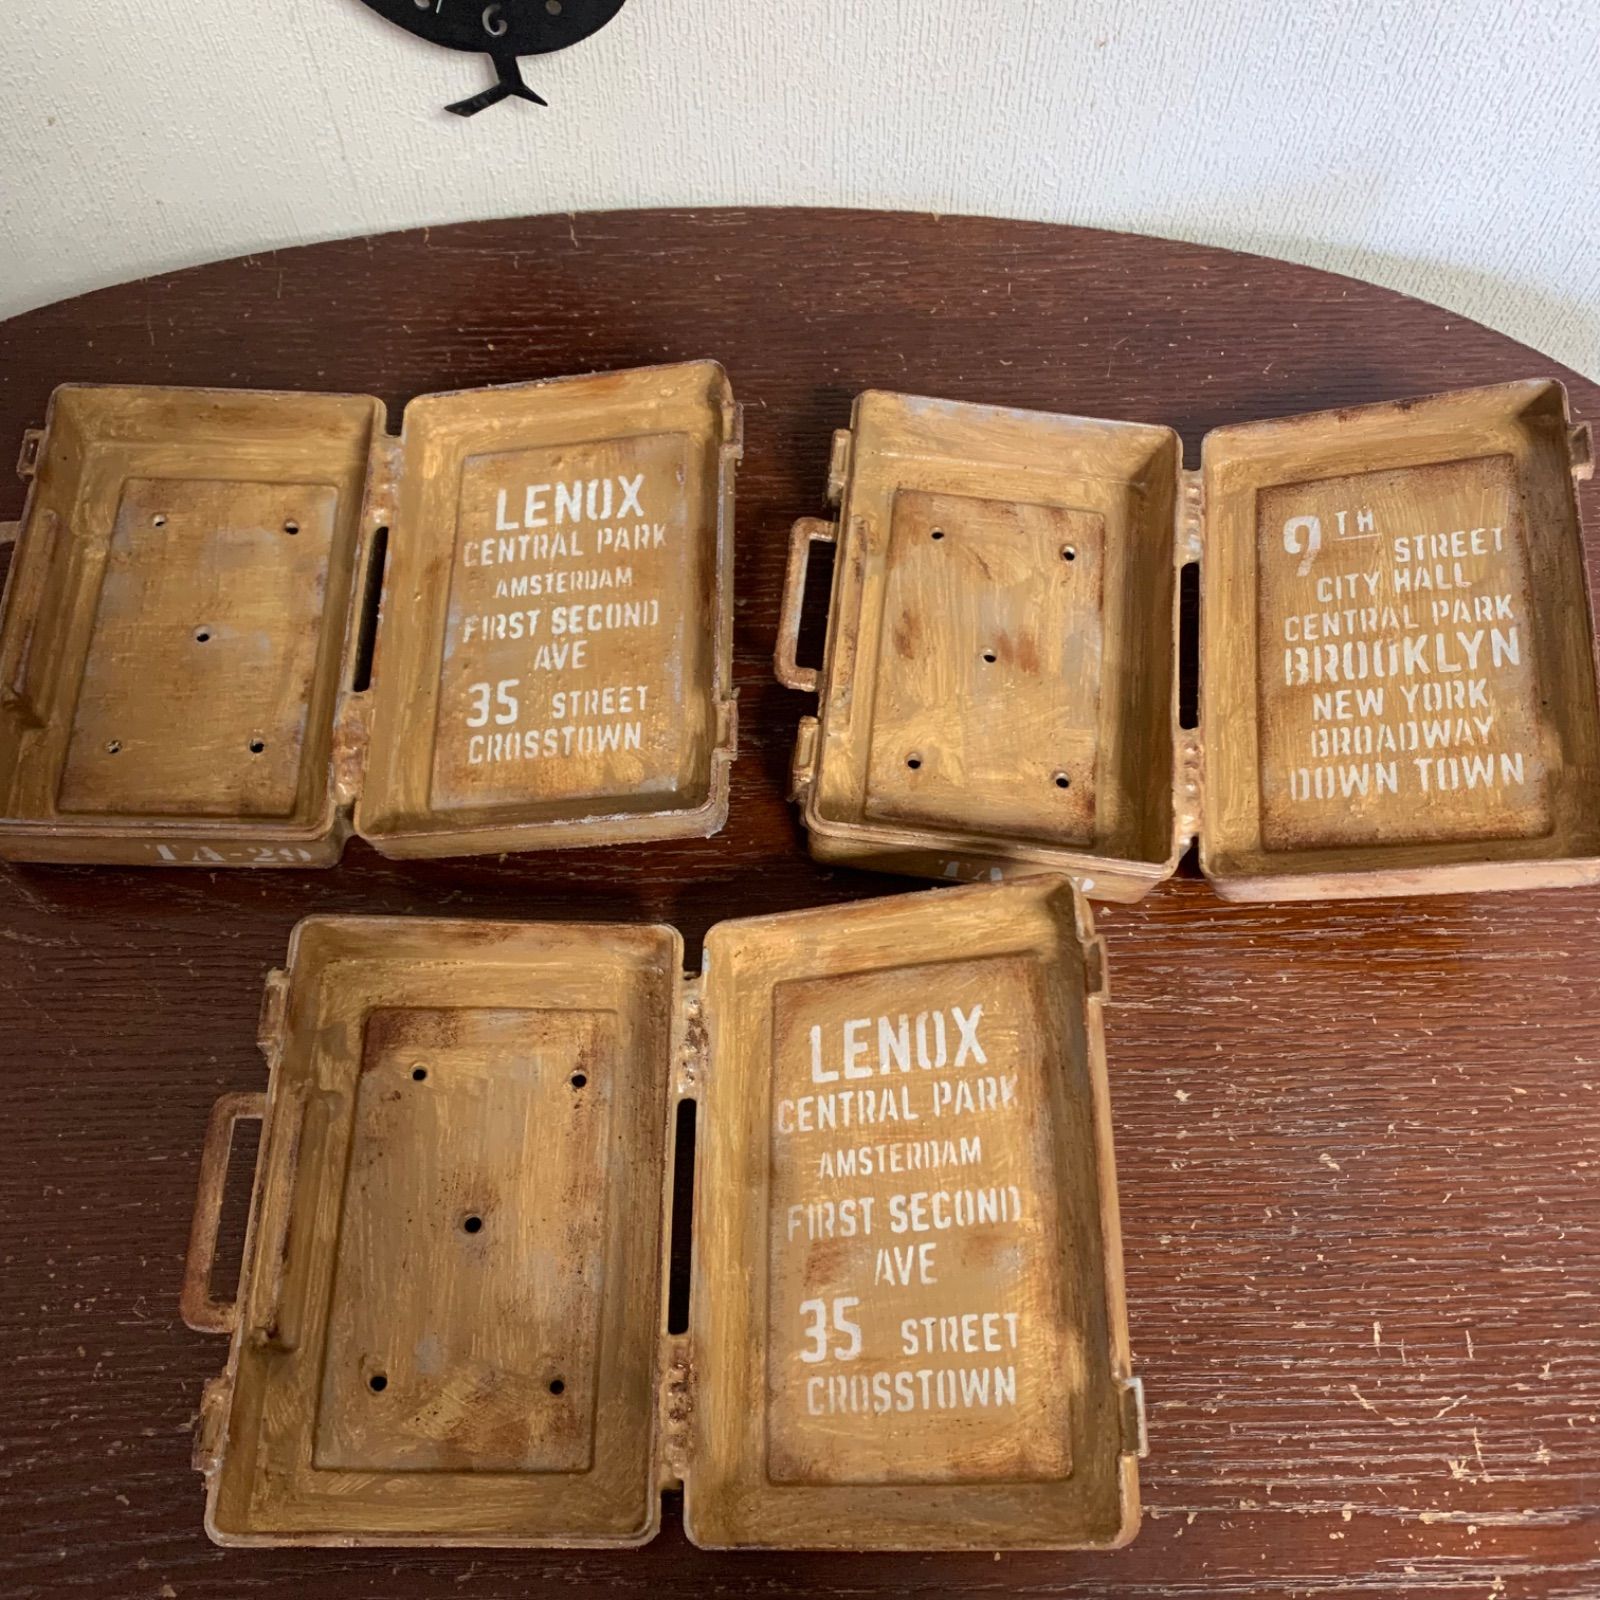 6
LENOX
CENTRAL PARK
AMSTERDAM
FIRST SECOND
AVE
35 STREET
CROSSTOWN
TA-29
9TH STREET
CITY HALL
CENTRAL PARK
BROOKLYN
NEW YORK
BROADWAY
DOWN TOWN
LENOX
CENTRAL PARK
AMSTERDAM
FIRST SECOND
AVE
35 STREET
CROSSTOWN